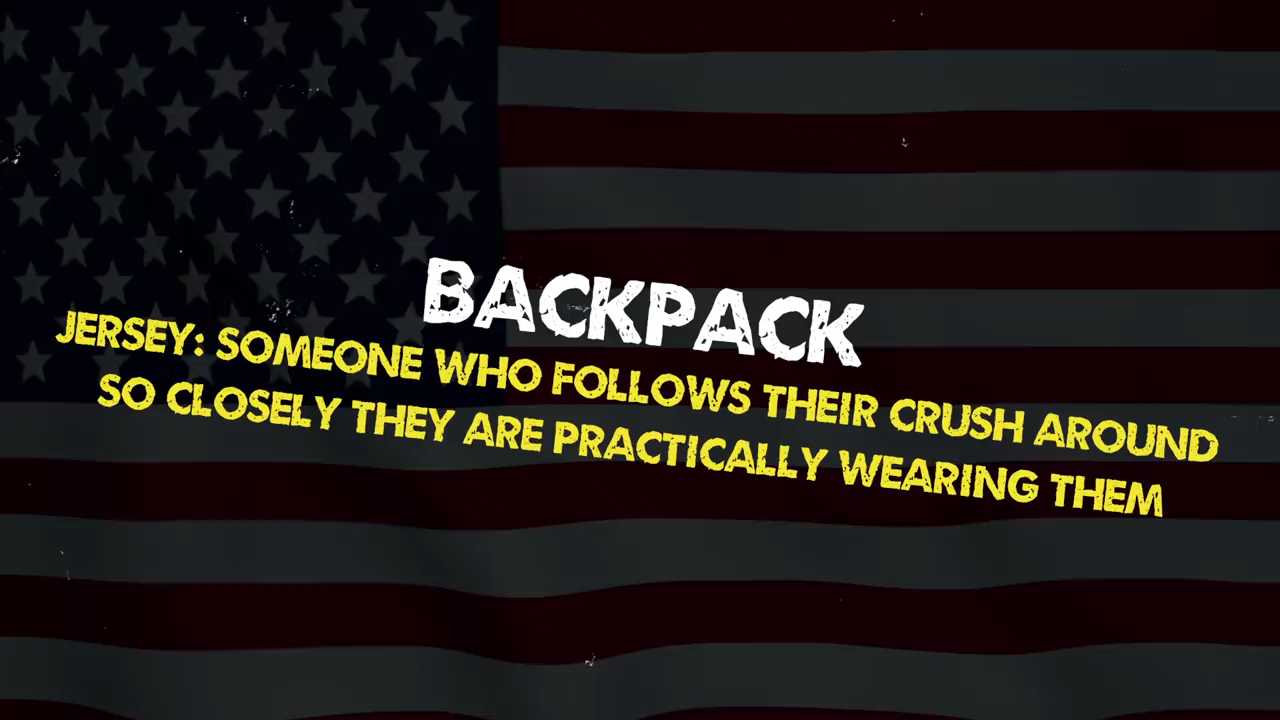 BACKPACK
JERSEY: SOMEONE WHO FOLLOWS THEIR CRUSH AROUND
SO CLOSELY THEY ARE PRACTICALLY WEARING THEM